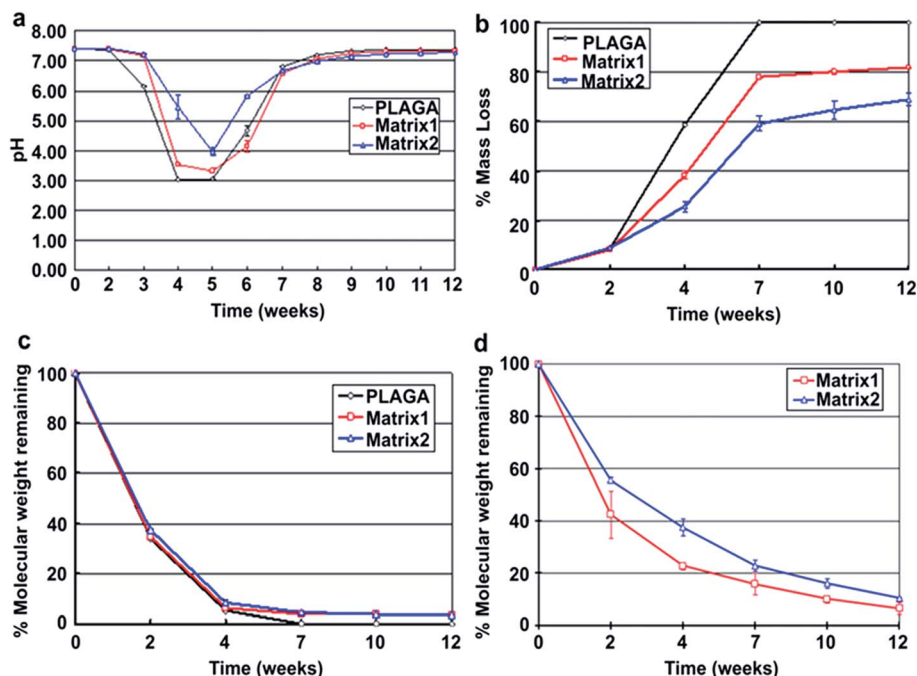 a
8.00
7.00
6.00
5.00
4.00
3.00
2.00
1.00
0.00
pH
PLAGA
Matrix1
Matrix2
0 1 2 3 4 5 6 7 8 9 10 11 12
Time (weeks)
b
100
80
60
40
20
0
% Mass Loss
PLAGA
Matrix1
Matrix2
0 2 4 7 10 12
Time (weeks)
c
100
80
60
40
20
0
% Molecular weight remaining
PLAGA
Matrix1
Matrix2
0 2 4 7 10 12
Time (weeks)
d
100
80
60
40
20
0
% Molecular weight remaining
Matrix1
Matrix2
0 2 4 7 10 12
Time (weeks)